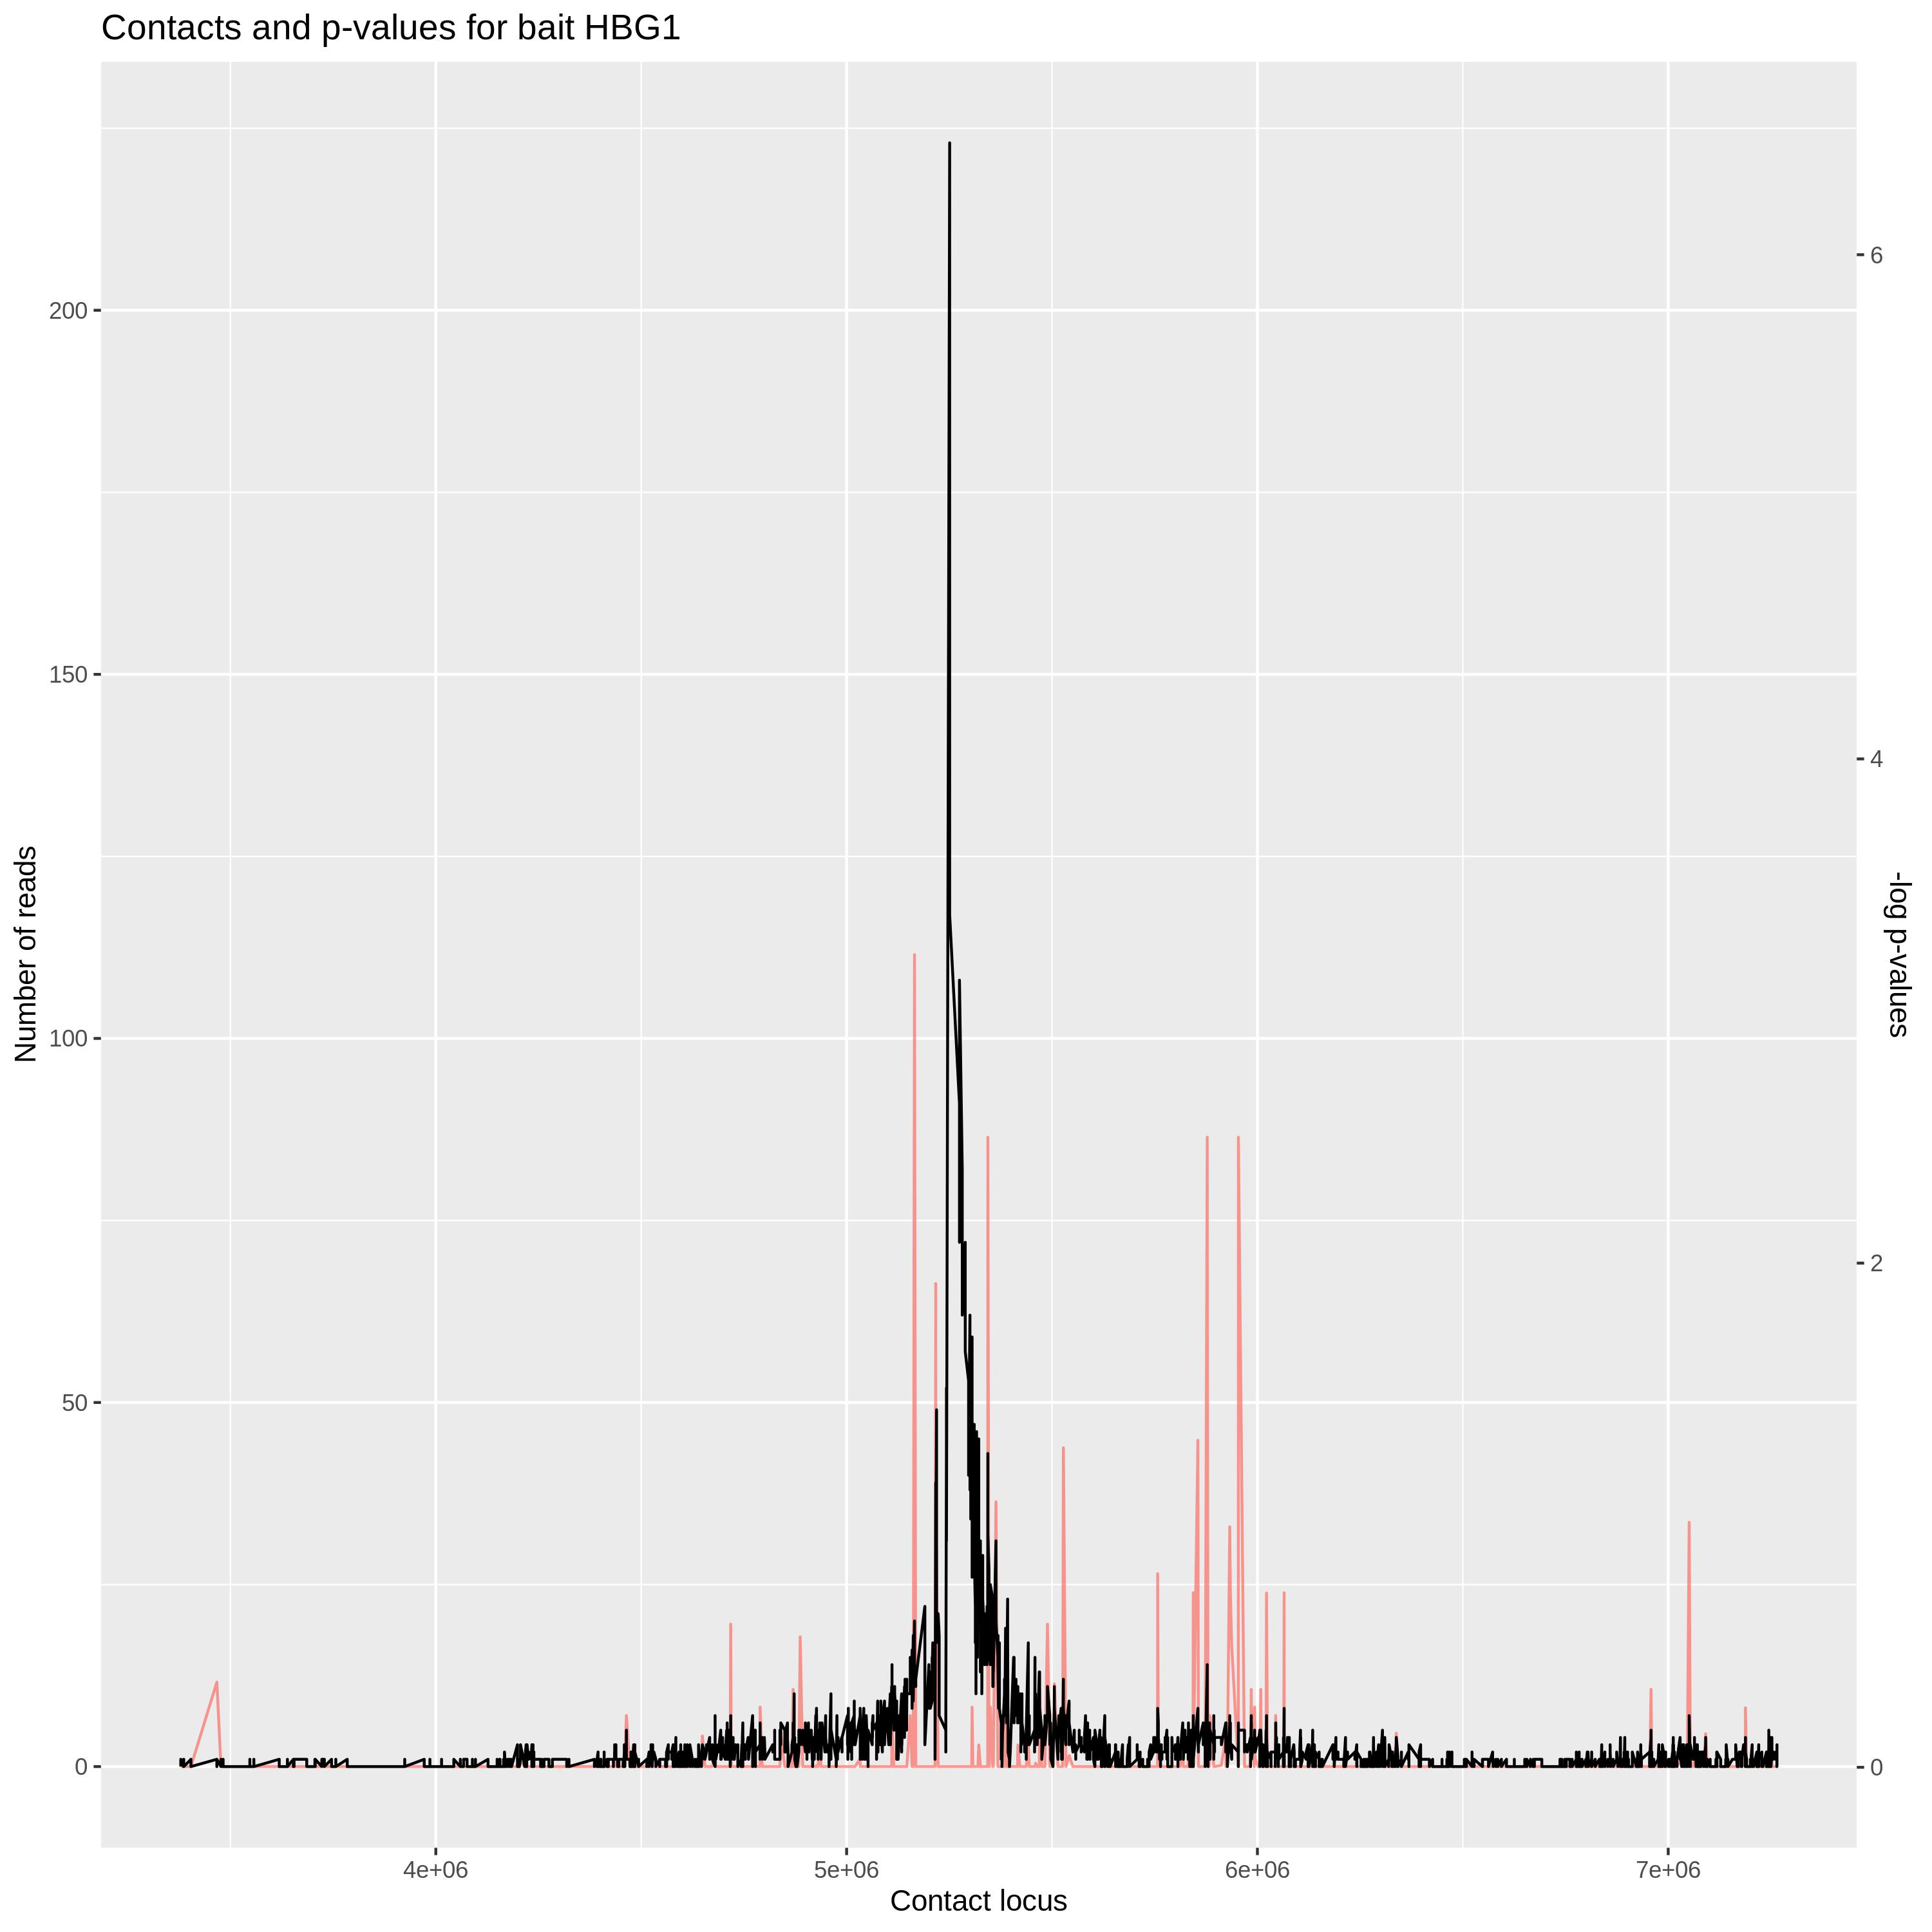 Contacts and p-values for bait HBG1
Number of reads
200
150
100
50
0
6
4
2
0
-log p-values
4e+06
5e+06
6e+06
7e+06
Contact locus